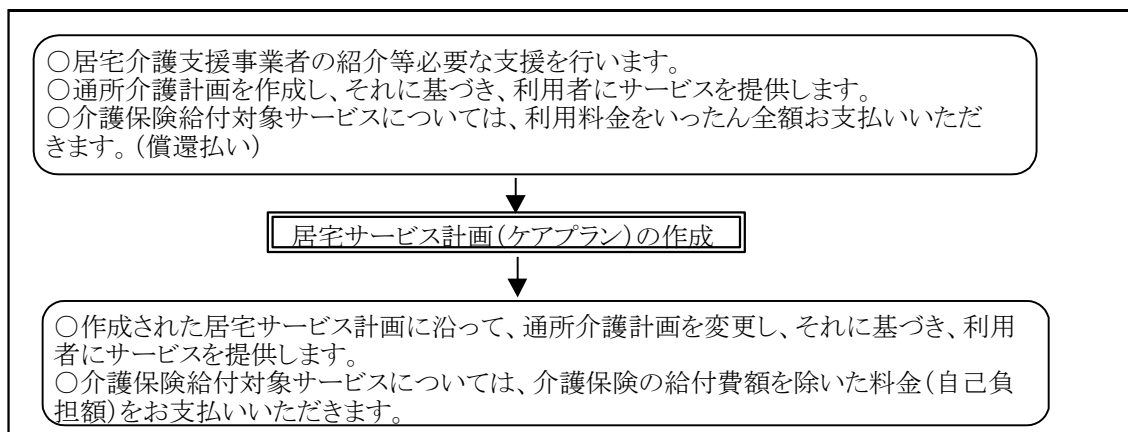 ○居宅介護支援事業者の紹介等必要な支援を行います。
○通所介護計画を作成し、それに基づき、利用者にサービスを提供します。
○介護保険給付対象サービスについては、利用料金をいったん全額お支払いいただ
きます。(償還払い)
居宅サービス計画(ケアプラン)の作成
○作成された居宅サービス計画に沿って、通所介護計画を変更し、それに基づき、利用
者にサービスを提供します。
○介護保険給付対象サービスについては、介護保険の給付費額を除いた料金(自己負
担額)をお支払いいただきます。